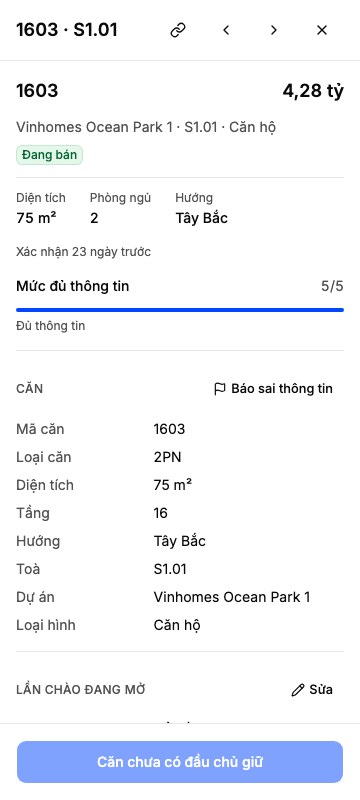 1603 · S1.01
1603 4,28 tỷ
Vinhomes Ocean Park 1 · S1.01 · Căn hộ
Đang bán
Diện tích Phòng ngủ Hướng
75 m² 2 Tây Bắc
Xác nhận 23 ngày trước
Mức đủ thông tin 5/5
Đủ thông tin
CĂN Báo sai thông tin
Mã căn 1603
Loại căn 2PN
Diện tích 75 m²
Tầng 16
Hướng Tây Bắc
Toà S1.01
Dự án Vinhomes Ocean Park 1
Loại hình Căn hộ
LẦN CHÀO ĐANG MỞ Sửa
Căn chưa có đầu chủ giữ